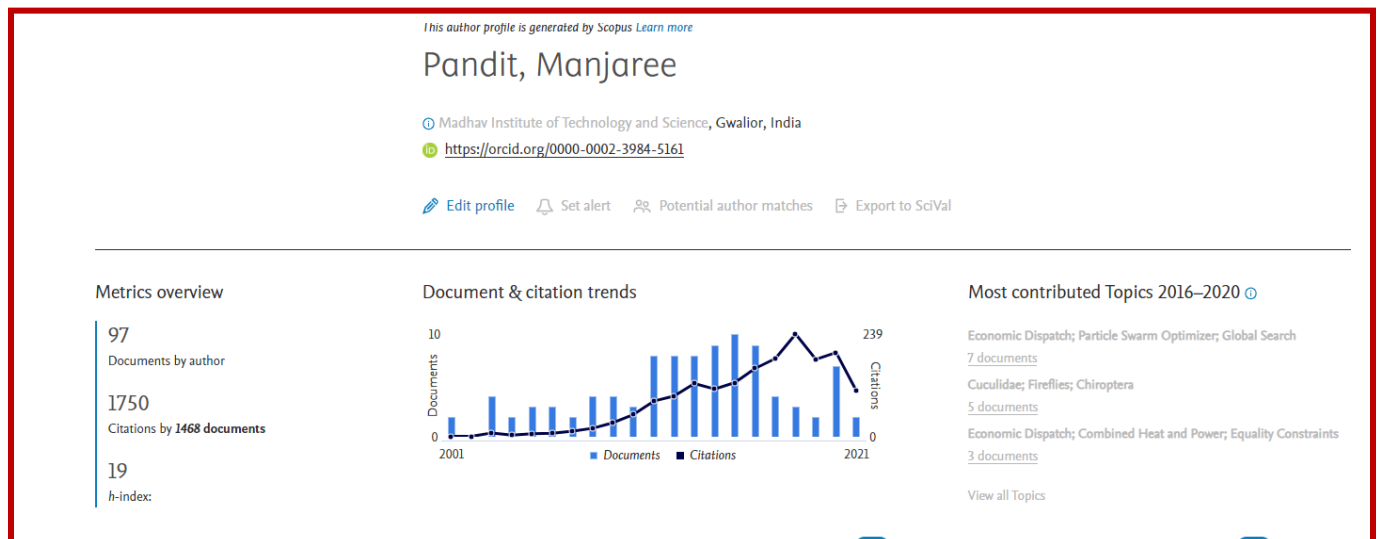 This author profile is generated by Scopus Learn more
Pandit, Manjaree
Madhav Institute of Technology and Science, Gwalior, India
iD https://orcid.org/0000-0002-3984-5161
Edit profile Set alert Potential author matches Export to SciVal
Metrics overview
97
Documents by author
1750
Citations by 1468 documents
19
h-index:
Document & citation trends
10
239
Documents
Citations
0
0
2001
2021
Documents Citations
Most contributed Topics 2016–2020
Economic Dispatch; Particle Swarm Optimizer; Global Search
7 documents
Cuculidae; Fireflies; Chiroptera
5 documents
Economic Dispatch; Combined Heat and Power; Equality Constraints
3 documents
View all Topics